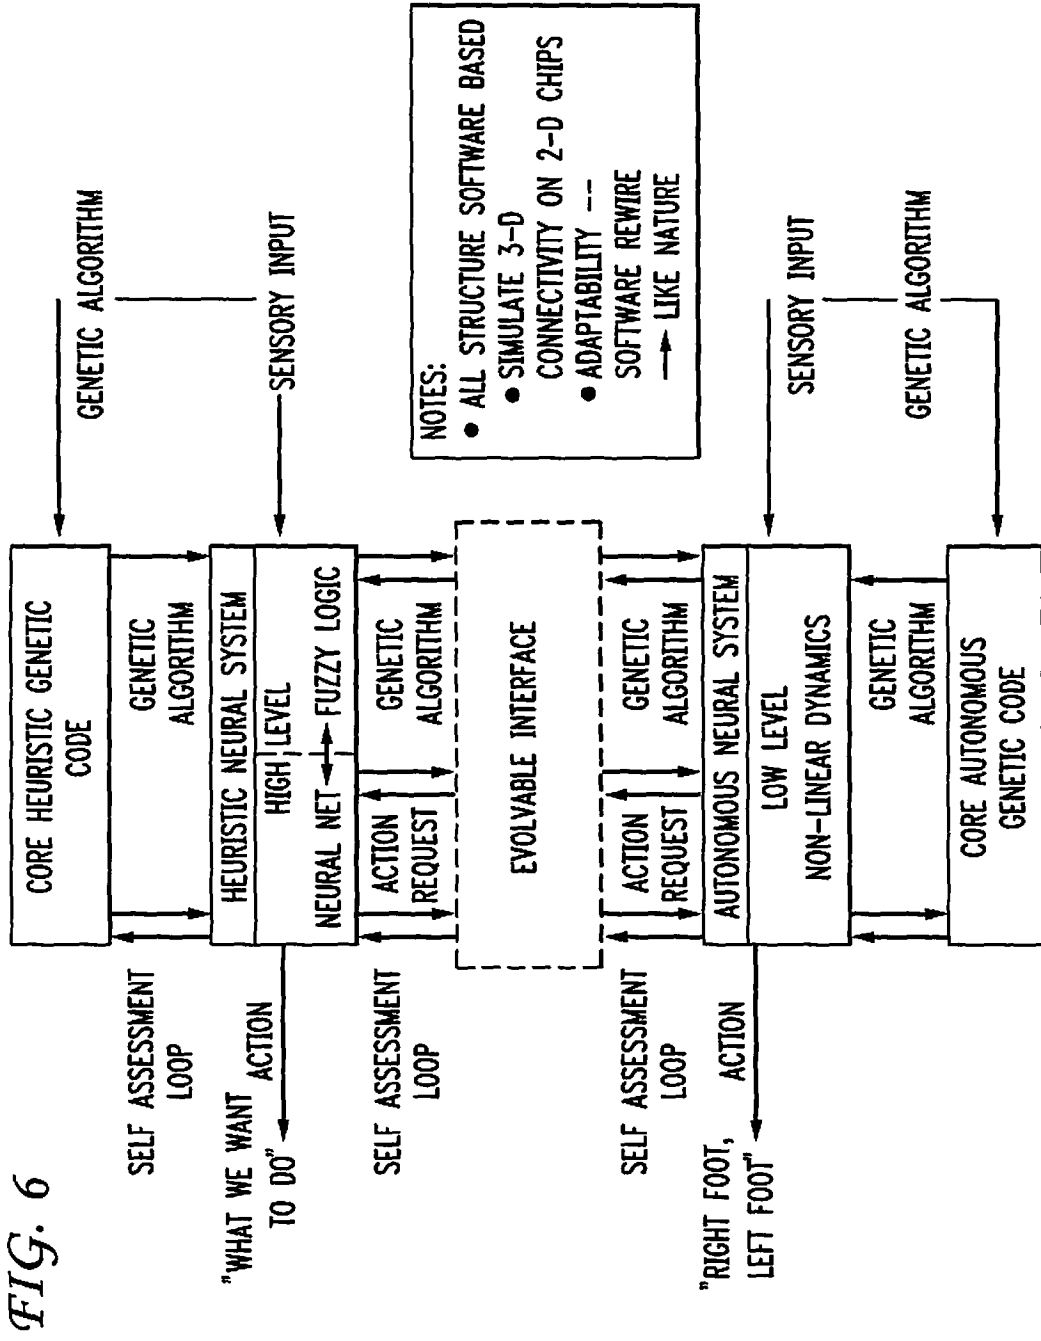 FIG. 6
CORE HEURISTIC GENETIC
CODE
GENETIC ALGORITHM
SELF ASSESSMENT
LOOP
GENETIC
ALGORITHM
"WHAT WE WANT
TO DO"
ACTION
HEURISTIC NEURAL SYSTEM
HIGH LEVEL
NEURAL NET FUZZY LOGIC
SENSORY INPUT
SELF ASSESSMENT
LOOP
ACTION
REQUEST
GENETIC
ALGORITHM
EVOLVABLE INTERFACE
NOTES:
● ALL STRUCTURE SOFTWARE BASED
● SIMULATE 3-D
CONNECTIVITY ON 2-D CHIPS
● ADAPTABILITY --
SOFTWARE REWIRE
→ LIKE NATURE
SELF ASSESSMENT
LOOP
ACTION
REQUEST
GENETIC
ALGORITHM
"RIGHT FOOT,
LEFT FOOT"
ACTION
AUTONOMOUS NEURAL SYSTEM
LOW LEVEL
NON-LINEAR DYNAMICS
SENSORY INPUT
GENETIC
ALGORITHM
GENETIC ALGORITHM
CORE AUTONOMOUS
GENETIC CODE